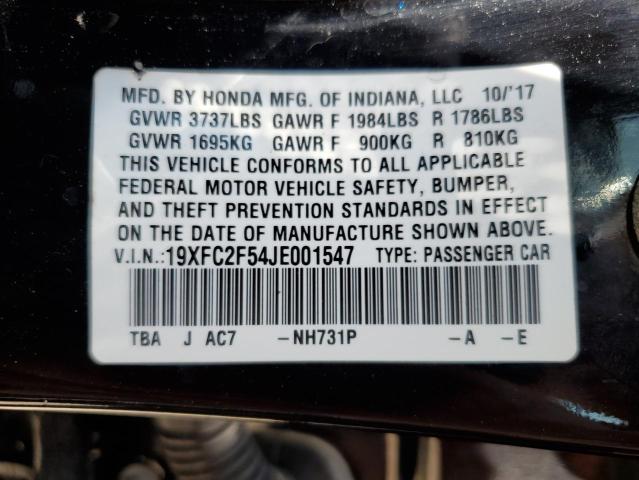 MFD. BY HONDA MFG. OF INDIANA, LLC 10/'17
GVWR 3737LBS GAWR F 1984LBS R 1786LBS
GVWR 1695KG GAWR F 900KG R 810KG
THIS VEHICLE CONFORMS TO ALL APPLICABLE
FEDERAL MOTOR VEHICLE SAFETY, BUMPER,
AND THEFT PREVENTION STANDARDS IN EFFECT
ON THE DATE OF MANUFACTURE SHOWN ABOVE.
V.I.N.:19XFC2F54JE001547 TYPE: PASSENGER CAR
TBA J AC7 -NH731P -A -E